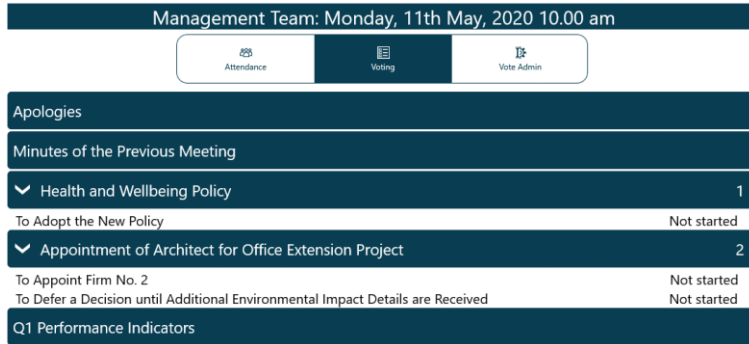 Management Team: Monday, 11th May, 2020 10.00 am
Attendance Voting Vote Admin
Apologies
Minutes of the Previous Meeting
Health and Wellbeing Policy 1
To Adopt the New Policy Not started
Appointment of Architect for Office Extension Project 2
To Appoint Firm No. 2 Not started
To Defer a Decision until Additional Environmental Impact Details are Received Not started
Q1 Performance Indicators